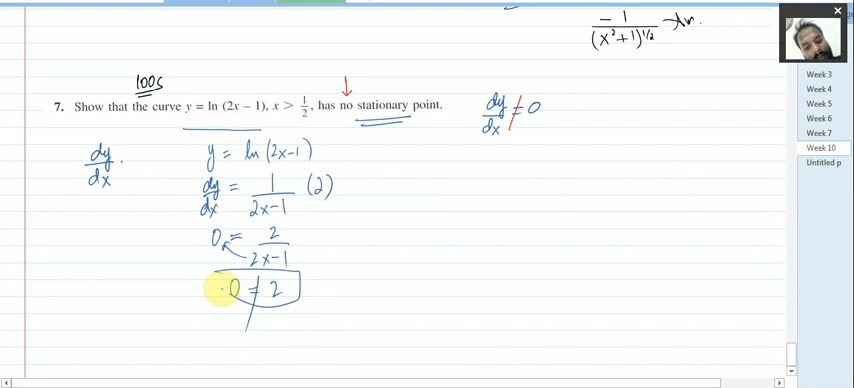 - 1
(x²+1)^1/2
Ans.
100s
7. Show that the curve y = ln (2x − 1), x > 1/2, has no stationary point.
dy/dx ≠ 0
dy/dx.
y = ln(2x-1)
dy/dx = 1/(2x-1) (2)
0 = 2/(2x-1)
0 ≠ 2
Week 3
Week 4
Week 5
Week 6
Week 7
Week 10
Untitled p